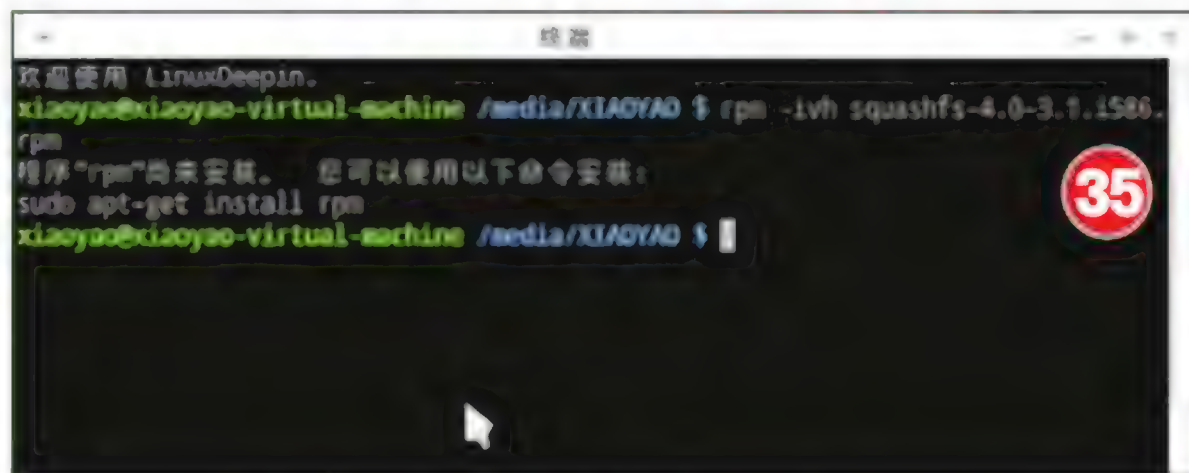 终端
欢迎使用 LinuxDeepin.
xiaoyao@xiaoyao-virtual-machine /media/XIAOYAO $ rpm -ivh squashfs-4.0-3.1.i586.
rpm
程序"rpm"尚未安装。 您可以使用以下命令安装:
sudo apt-get install rpm
xiaoyao@xiaoyao-virtual-machine /media/XIAOYAO $
35